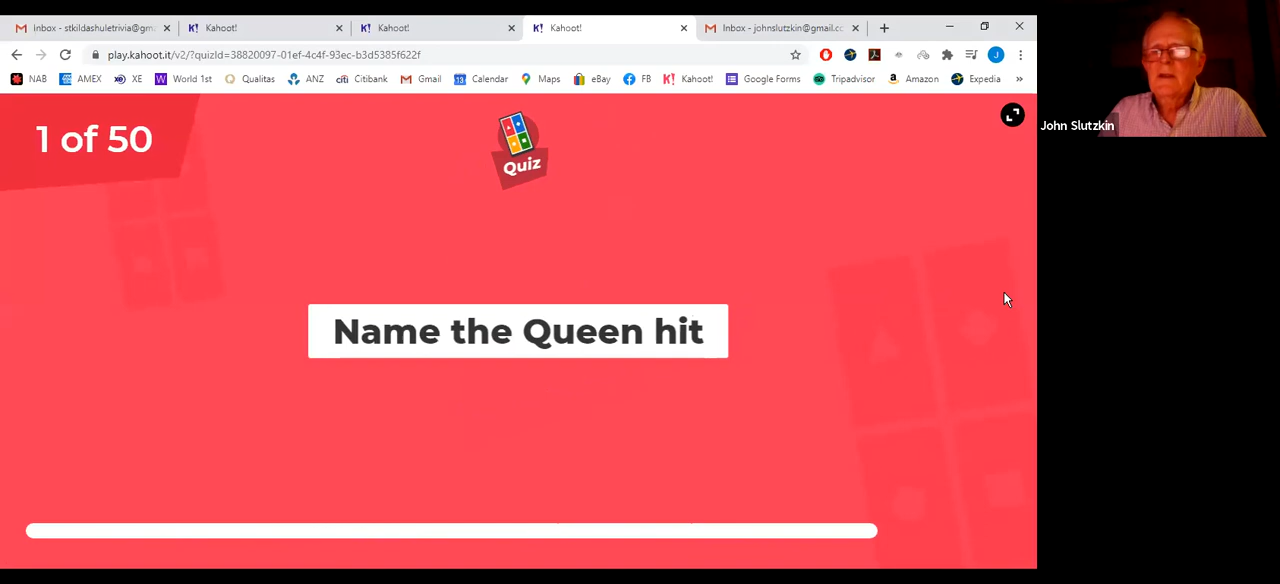 Inbox - stkildashuletrivia@gm
Kahoot!
Kahoot!
Kahoot!
Inbox - johnslutzkin@gmail.cc
play.kahoot.it/v2/?quizId=38820097-01ef-4c4f-93ec-b3d5385f622f
NAB AMEX XE World 1st Qualitas ANZ Citibank Gmail Calendar Maps eBay FB Kahoot! Google Forms Tripadvisor Amazon Expedia »
1 of 50
Quiz
John Slutzkin
Name the Queen hit